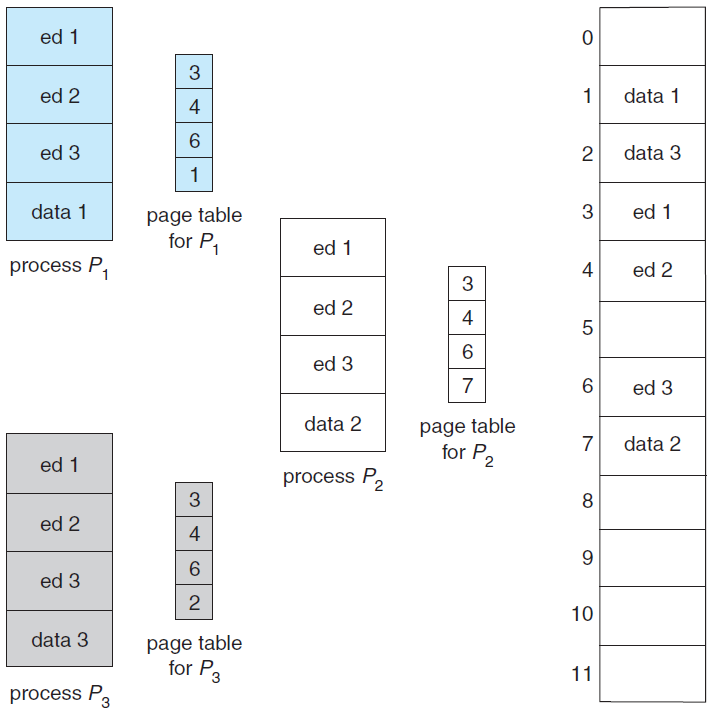 ed 1
ed 2
ed 3
data 1
process P1
3
4
6
1
page table
for P1
ed 1
ed 2
ed 3
data 2
process P2
3
4
6
7
page table
for P2
ed 1
ed 2
ed 3
data 3
process P3
3
4
6
2
page table
for P3
0
1 data 1
2 data 3
3 ed 1
4 ed 2
5
6 ed 3
7 data 2
8
9
10
11